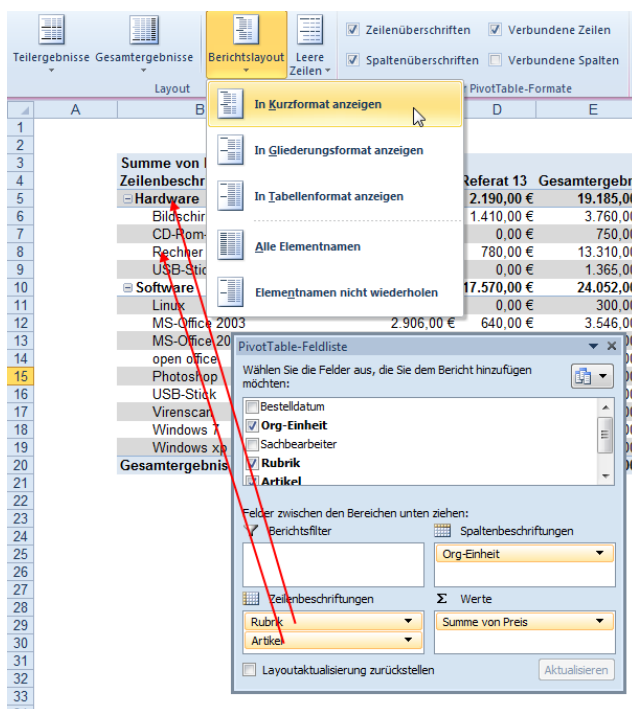 Zeilenüberschriften Verbundene Zeilen
Teilergebnisse Gesamtergebnisse Berichtslayout Leere Zeilen
Spaltenüberschriften Verbundene Spalten
Layout PivotTable-Formate
In Kurzformat anzeigen
In Gliederungsformat anzeigen
In Tabellenformat anzeigen
Alle Elementnamen
Elementnamen nicht wiederholen
A B D E
1
2
3 Summe von
4 Zeilenbeschr Referat 13 Gesamtergebn
5 Hardware 2.190,00 € 19.185,0
6 Bildschir 1.410,00 € 3.760,0
7 CD-Rom- 0,00 € 750,0
8 Rechner 780,00 € 13.310,0
9 USB-Stic 0,00 € 1.365,0
10 Software 17.570,00 € 24.052,0
11 Linux 0,00 € 300,0
12 MS-Office 2003 2.906,00 € 640,00 € 3.546,0
13 MS-Office 20
14 open office
15 Photoshop
16 USB-Stick
17 Virenscan
18 Windows 7
19 Windows xp
20 Gesamtergebnis
21
22
23
24
25
26
27
28
29
30
31
32
33
PivotTable-Feldliste
Wählen Sie die Felder aus, die Sie dem Bericht hinzufügen
möchten:
Bestelldatum
Org-Einheit
Sachbearbeiter
Rubrik
Artikel
Felder zwischen den Bereichen unten ziehen:
Berichtsfilter Spaltenbeschriftungen
Org-Einheit
Zeilenbeschriftungen Σ Werte
Rubrik Summe von Preis
Artikel
Layoutaktualisierung zurückstellen Aktualisieren